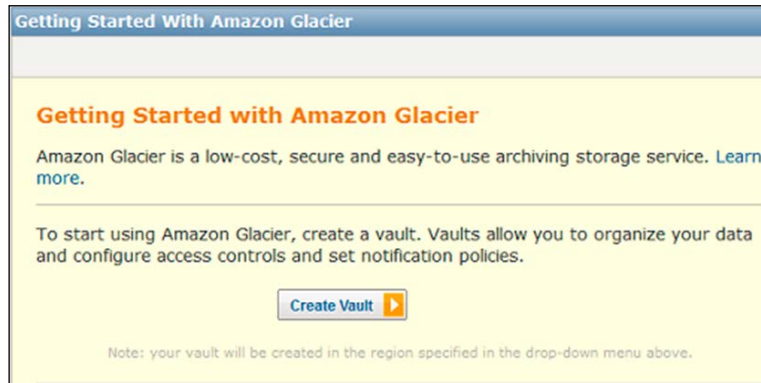 Getting Started With Amazon Glacier
Getting Started with Amazon Glacier
Amazon Glacier is a low-cost, secure and easy-to-use archiving storage service. Learn
more.
To start using Amazon Glacier, create a vault. Vaults allow you to organize your data
and configure access controls and set notification policies.
Create Vault
Note: your vault will be created in the region specified in the drop-down menu above.